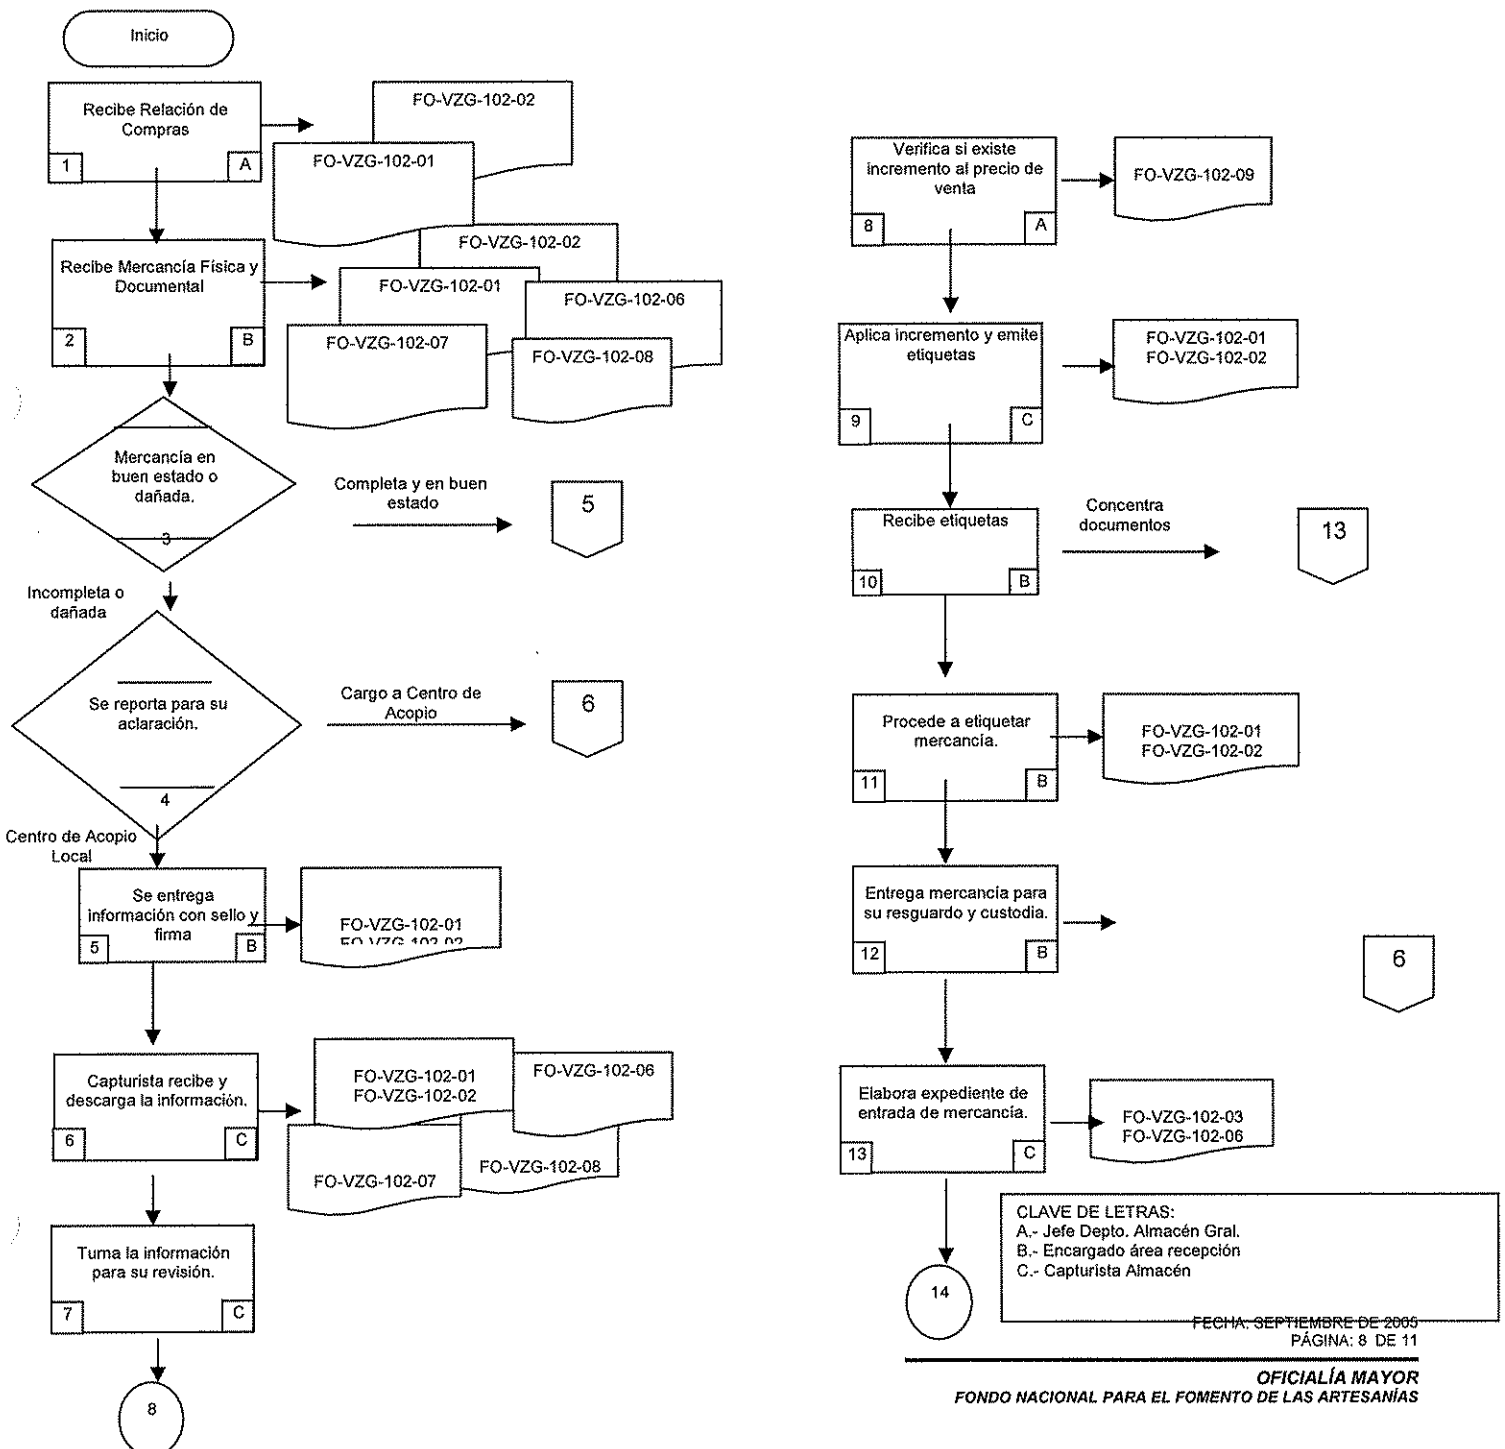 Inicio
Recibe Relación de
Compras
1
A
FO-VZG-102-02
FO-VZG-102-01
Recibe Mercancía Física y
Documental
2
B
FO-VZG-102-02
FO-VZG-102-01
FO-VZG-102-06
FO-VZG-102-07
FO-VZG-102-08
Mercancía en
buen estado o
dañada.
3
Completa y en buen
estado
5
Incompleta o
dañada
Se reporta para su
aclaración.
4
Cargo a Centro de
Acopio
6
Centro de Acopio
Local
Se entrega
información con sello y
firma
5
B
FO-VZG-102-01
FO-VZG-102-02
Capturista recibe y
descarga la información.
6
C
FO-VZG-102-01
FO-VZG-102-02
FO-VZG-102-06
FO-VZG-102-07
FO-VZG-102-08
Turna la información
para su revisión.
7
C
8
Verifica si existe
incremento al precio de
venta
8
A
FO-VZG-102-09
Aplica incremento y emite
etiquetas
9
C
FO-VZG-102-01
FO-VZG-102-02
Recibe etiquetas
10
B
Concentra
documentos
13
Procede a etiquetar
mercancía.
11
B
FO-VZG-102-01
FO-VZG-102-02
Entrega mercancía para
su resguardo y custodia.
12
B
6
Elabora expediente de
entrada de mercancía.
13
C
FO-VZG-102-03
FO-VZG-102-06
14
CLAVE DE LETRAS:
A.- Jefe Depto. Almacén Gral.
B.- Encargado área recepción
C.- Capturista Almacén
FECHA: SEPTIEMBRE DE 2005
PÁGINA: 8 DE 11
OFICIALÍA MAYOR
FONDO NACIONAL PARA EL FOMENTO DE LAS ARTESANÍAS